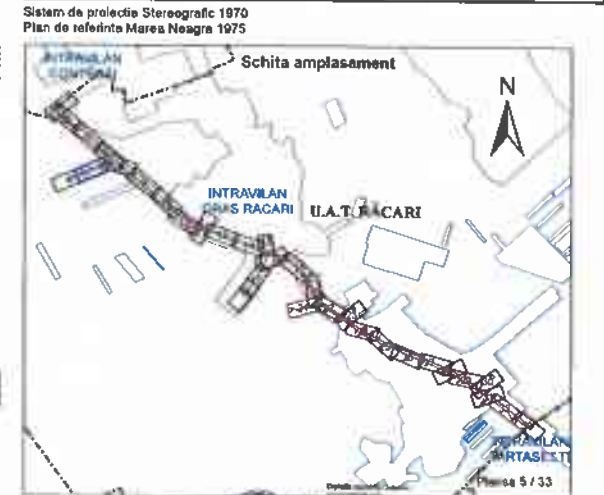 Sistem de proiectie Stereografic 1970
Plan de referinta Marea Neagra 1975
Schita amplasament
INTRAVILAN
N
INTRAVILAN
ORAS RACARI
U.A.T. RACARI
INTRAVILAN
Plansa 5 / 33